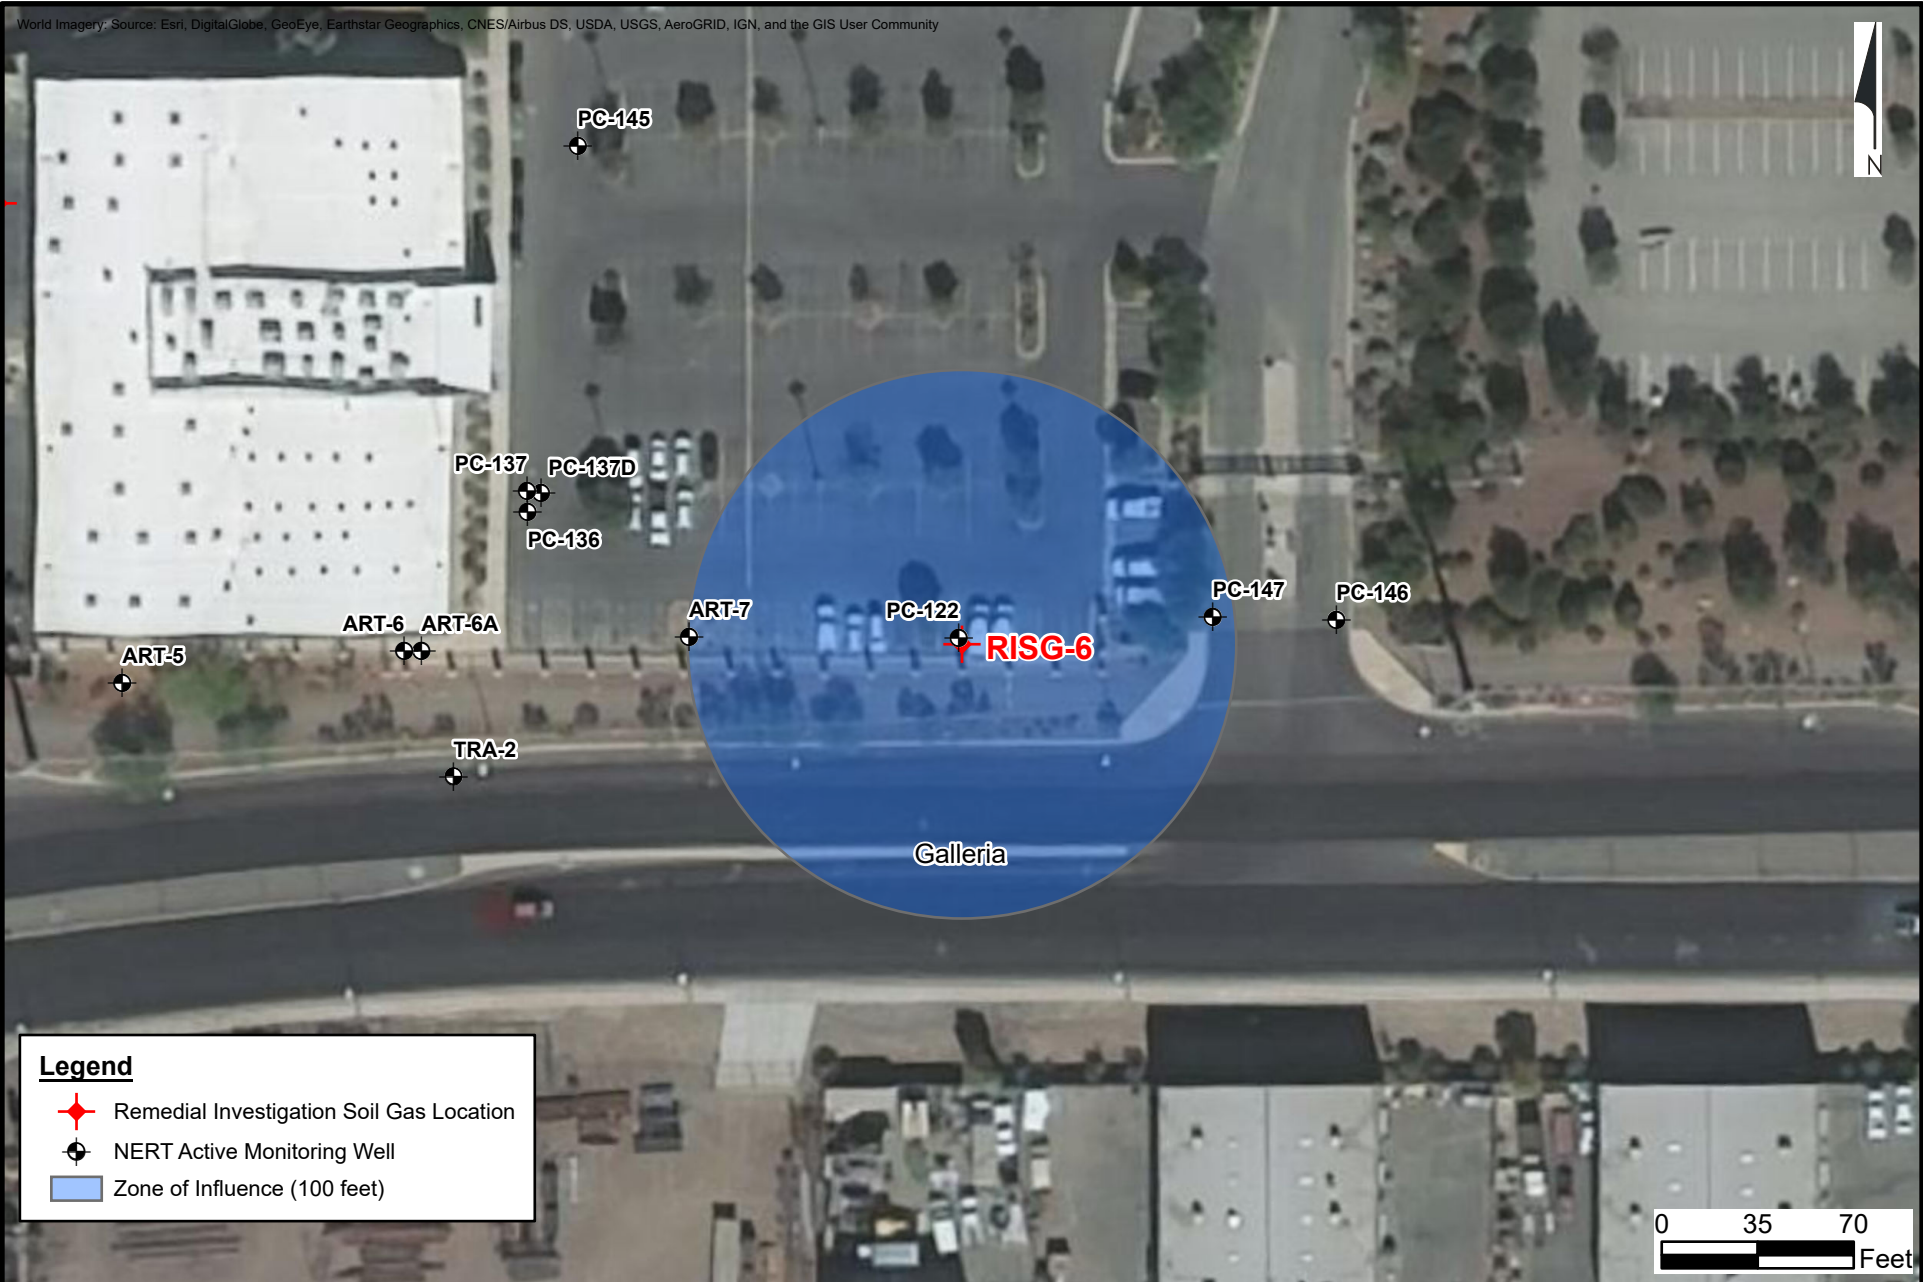 World Imagery: Source: Esri, DigitalGlobe, GeoEye, Earthstar Geographics, CNES/Airbus DS, USDA, USGS, AeroGRID, IGN, and the GIS User Community
N
PC-145
PC-137
PC-137D
PC-136
ART-7
PC-122
PC-147
PC-146
ART-6
ART-6A
RISG-6
ART-5
TRA-2
Galleria
Legend
Remedial Investigation Soil Gas Location
NERT Active Monitoring Well
Zone of Influence (100 feet)
0 35 70
Feet